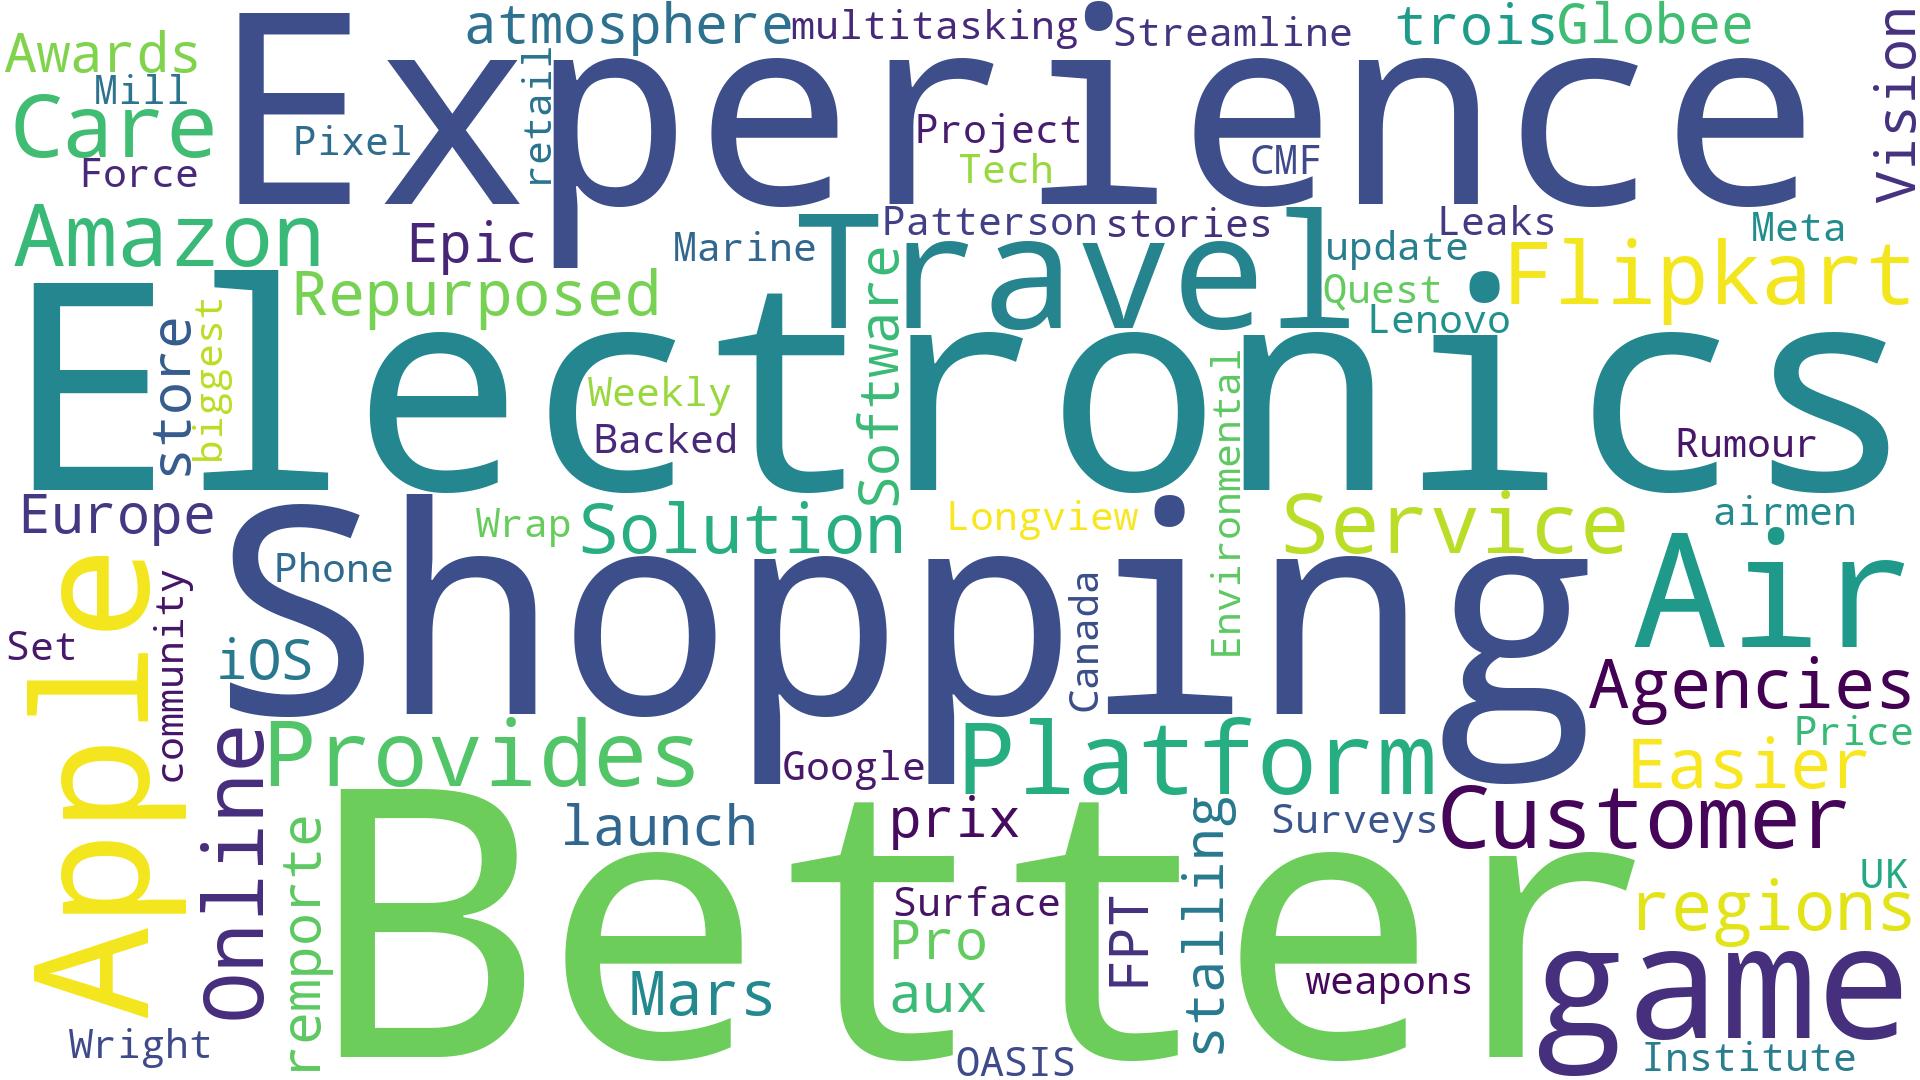 Experience
atmosphere
multitasking
Streamline
trois
Globee
Vision
Awards
Mill
Care
Force
Pixel
retail
Project
Tech
CMF
Amazon
Epic
Marine
Travel
Patterson
stories
Leaks
update
Meta
Quest
Flipkart
Lenovo
Repurposed
Software
Electronics
store
biggest
Weekly
Backed
Environmental
Rumour
Europe
Wrap
Solution
Longview
Service
airmen
Shopping
Phone
Air
Apple
community
Set
iOS
Canada
Agencies
Price
Provides
Google
Platform
Easier
Online
launch
prix
Surveys
Customer
remporte
Better
Surface
Pro
aux
Mars
FPT
stalling
weapons
UK
regions
game
Wright
OASIS
Institute